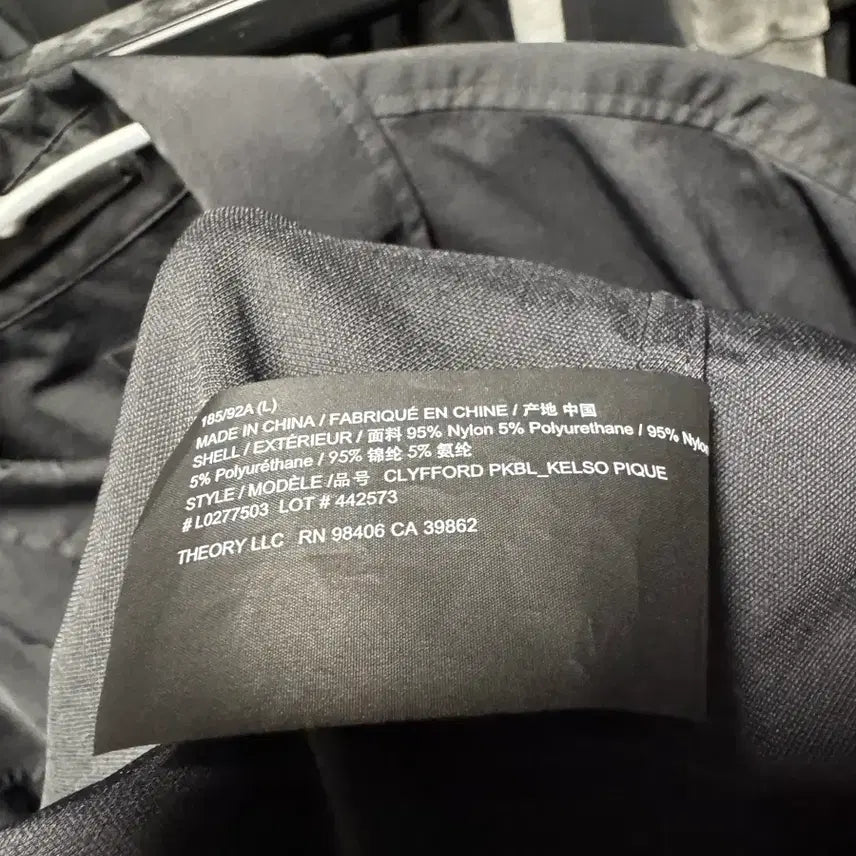 185/92A (L)
MADE IN CHINA / FABRIQUÉ EN CHINE / 产地 中国
SHELL / EXTÉRIEUR / 面料 95% Nylon 5% Polyurethane / 95% Nylon
5% Polyuréthane / 95% 锦纶 5% 氨纶
STYLE / MODÈLE /品号 CLYFFORD PKBL_KELSO PIQUE
# L0277503 LOT # 442573
THEORY LLC RN 98406 CA 39862